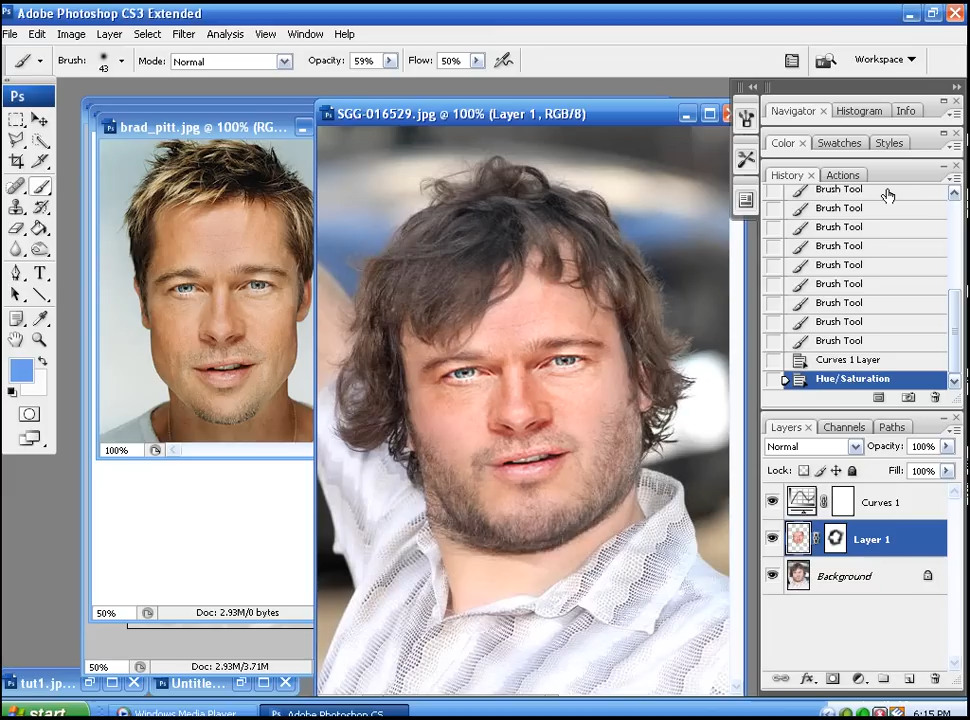 Ps Adobe Photoshop CS3 Extended
File Edit Image Layer Select Filter Analysis View Window Help
Brush: 43 Mode: Normal Opacity: 59% Flow: 50% Workspace
Ps
brad_pitt.jpg @ 100% (RG...
SGG-016529.jpg @ 100% (Layer 1, RGB/8)
Navigator Histogram Info
Color Swatches Styles
History Actions
Brush Tool
Brush Tool
Brush Tool
Brush Tool
Brush Tool
Brush Tool
Brush Tool
Brush Tool
Brush Tool
Curves 1 Layer
Hue/Saturation
Layers Channels Paths
Normal Opacity: 100%
Lock: Fill: 100%
Curves 1
Layer 1
Background
T
100%
50% Doc: 2.93M/0 bytes
50% Doc: 2.93M/3.71M
tut1.jp... Untitle...
fx
start Windows Media Player Adobe Photoshop CS... 6:15 PM